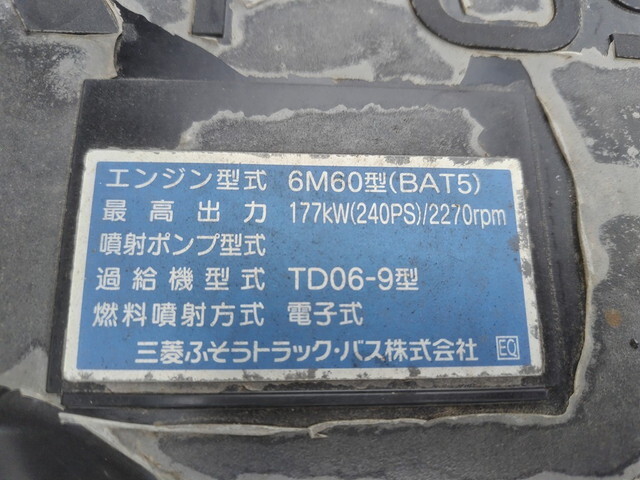 エンジン型式 6M60型(BAT5)
最高出力 177kW(240PS)/2270rpm
噴射ポンプ型式
過給機型式 TD06-9型
燃料噴射方式 電子式
三菱ふそうトラック・バス株式会社 EQ